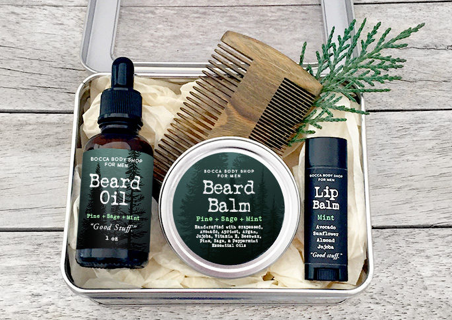 BOCCA BODY SHOP
FOR MEN
Beard
Oil
Pine + Sage + Mint
"Good Stuff."
1 oz
BOCCA BODY SHOP
FOR MEN
Beard
Balm
Pine + Sage + Mint
Handcrafted with grapeseed,
Avocado, Apricot, Argan,
Jojoba, Vitamin E, Beeswax,
Pine, Sage, & Peppermint
Essential Oils
BOCCA BODY SHOP
FOR MEN
Lip
Balm
Mint
Avocado
Sunflower
Almond
Jojoba
"Good stuff."